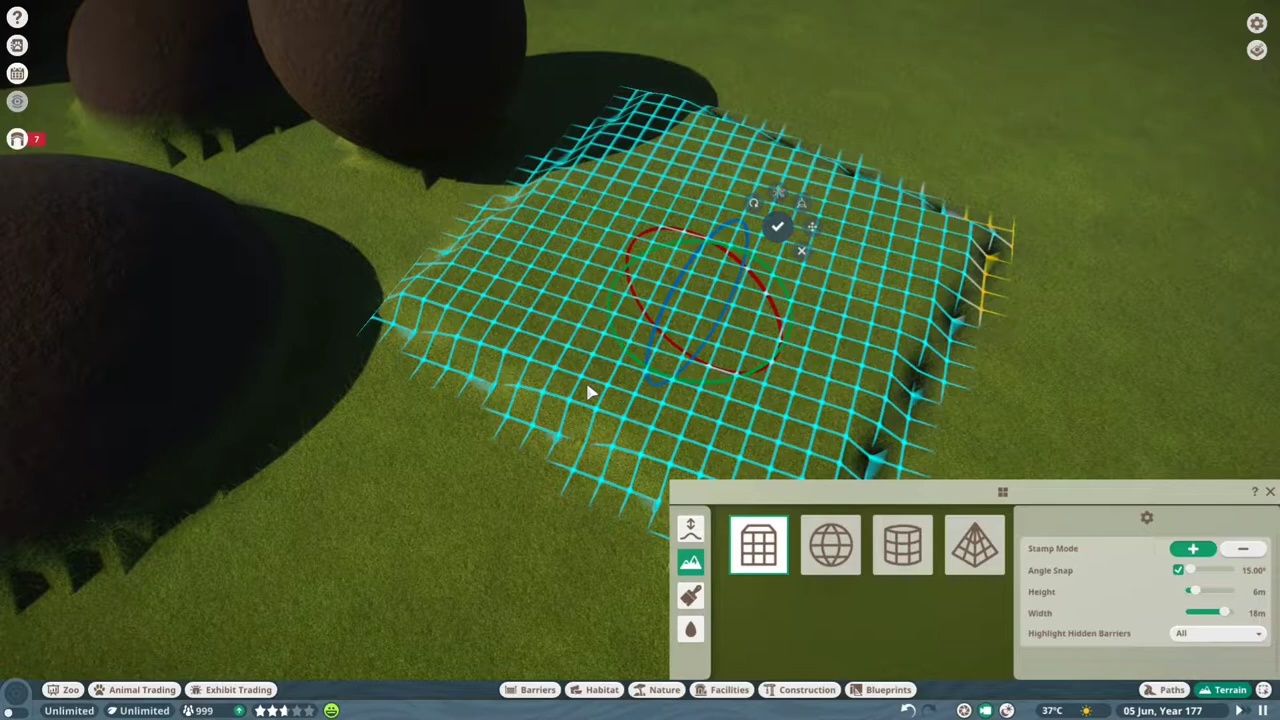 7
Stamp Mode
Angle Snap 15.00°
Height 6m
Width 18m
Highlight Hidden Barriers All
Zoo Animal Trading Exhibit Trading Barriers Habitat Nature Facilities Construction Blueprints Paths Terrain
Unlimited Unlimited 999 37°C 05 Jun, Year 177